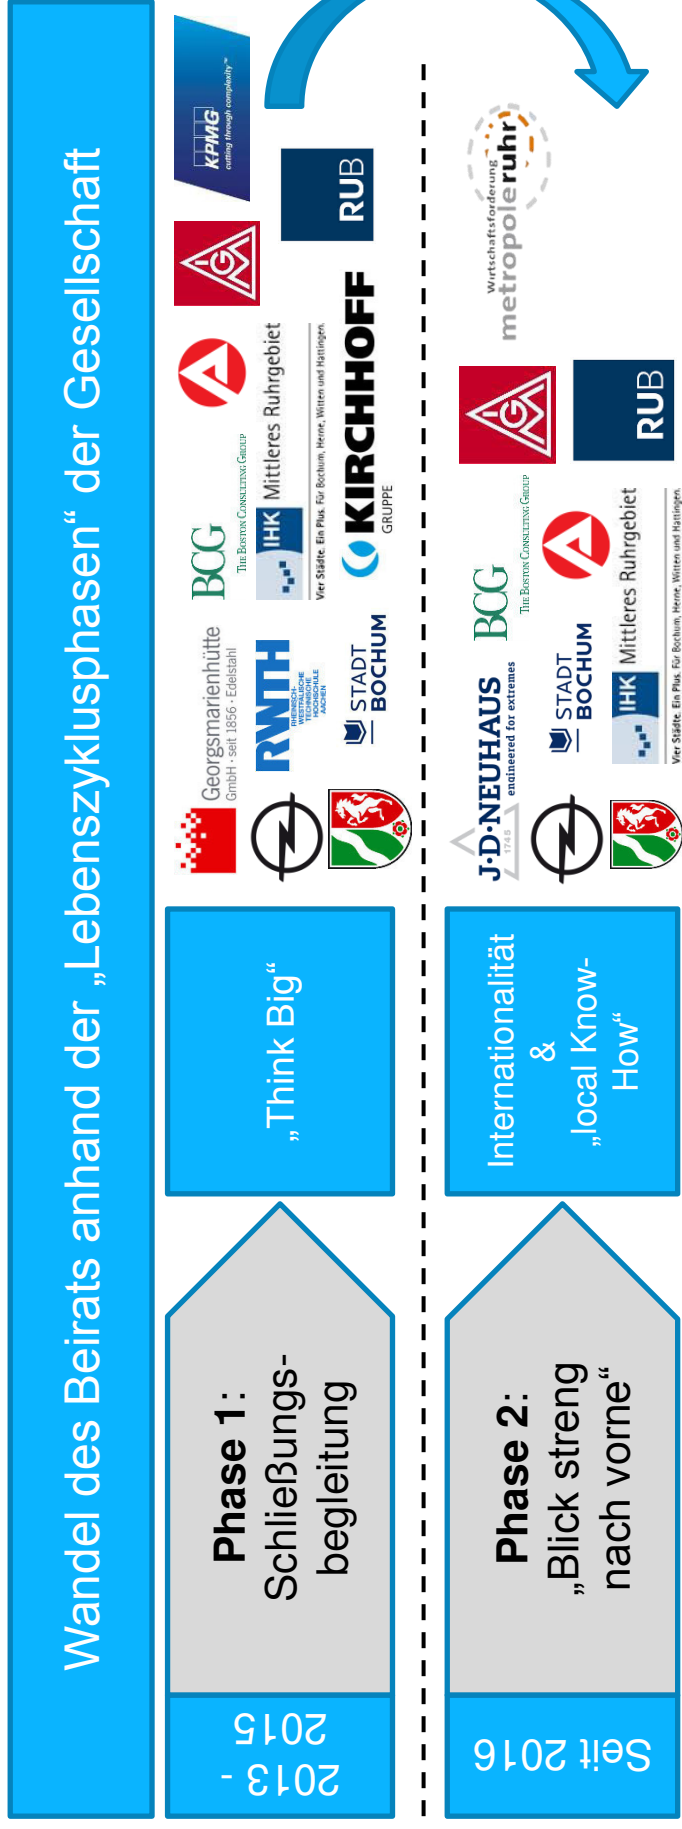 Wandel des Beirats anhand der „Lebenszyklusphasen“ der Gesellschaft
2013 -
2015
Phase 1:
Schließungs-
begleitung
„Think Big“
Georgsmarienhütte
GmbH · seit 1856 · Edelstahl
RWTH
RHEINISCH-
WESTFÄLISCHE
TECHNISCHE
HOCHSCHULE
AACHEN
STADT
BOCHUM
BCG
THE BOSTON CONSULTING GROUP
IHK Mittleres Ruhrgebiet
Vier Städte. Ein Plus. Für Bochum, Herne, Witten und Hattingen.
KIRCHHOFF
GRUPPE
IGM
RUB
KPMG
cutting through complexity™
Seit 2016
Phase 2:
„Blick streng
nach vorne“
Internationalität
&
„local Know-
How“
J·D·NEUHAUS
1745
engineered for extremes
STADT
BOCHUM
BCG
THE BOSTON CONSULTING GROUP
IHK Mittleres Ruhrgebiet
Vier Städte. Ein Plus. Für Bochum, Herne, Witten und Hattingen.
IGM
RUB
Wirtschaftsförderung
metropoleruhr